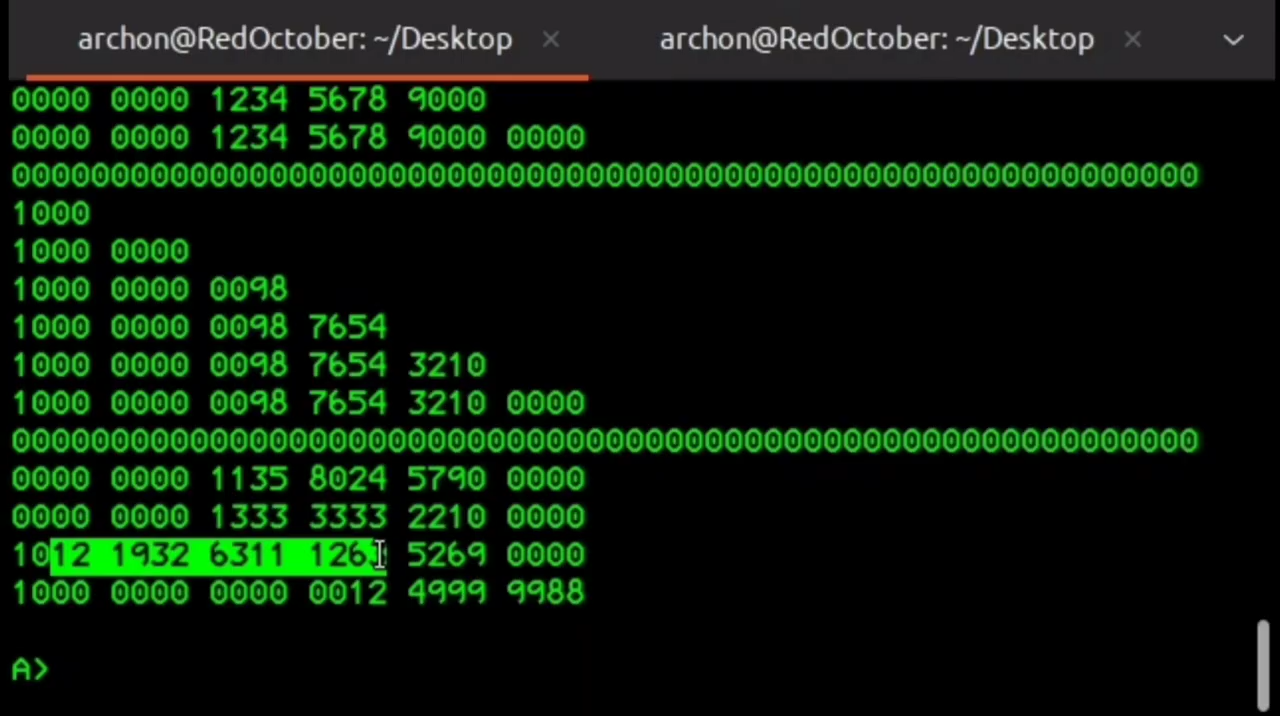 archon@RedOctober: ~/Desktop × archon@RedOctober: ~/Desktop ×
0000 0000 1234 5678 9000
0000 0000 1234 5678 9000 0000
000000000000000000000000000000000000000000000000000000000000
1000
1000 0000
1000 0000 0098
1000 0000 0098 7654
1000 0000 0098 7654 3210
1000 0000 0098 7654 3210 0000
000000000000000000000000000000000000000000000000000000000000
0000 0000 1135 8024 5790 0000
0000 0000 1333 3333 2210 0000
1012 1932 6311 1263 5269 0000
1000 0000 0000 0012 4999 9988
A>